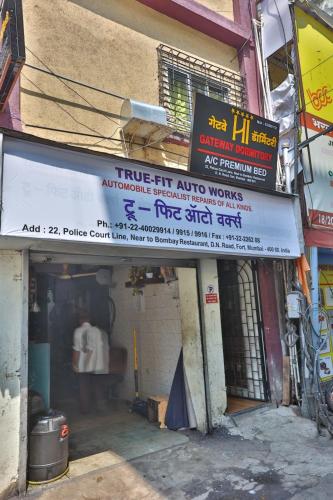 गेटवे HI डॉर्मिटरी
GATEWAY DORMITORY
A/C PREMIUM BED
TRUE-FIT AUTO WORKS
AUTOMOBILE SPECIALIST REPAIRS OF ALL KINDS.
ट्रू - फिट ऑटो वर्क्स
Ph.: +91-22-40029914 / 9915 / 9916 / Fax : +91-22-2262 08
Add : 22, Police Court Line, Near to Bombay Restaurant, D.N. Road, Fort, Mumbai - 400 001. India